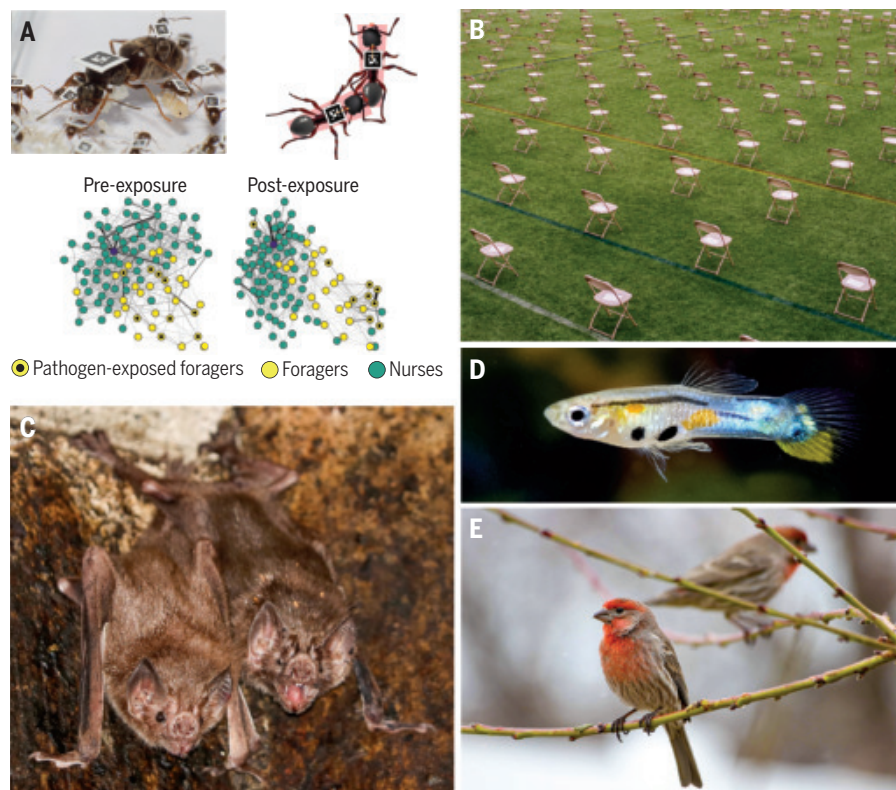 A
B
Pre-exposure Post-exposure
Pathogen-exposed foragers Foragers Nurses
C
D
E